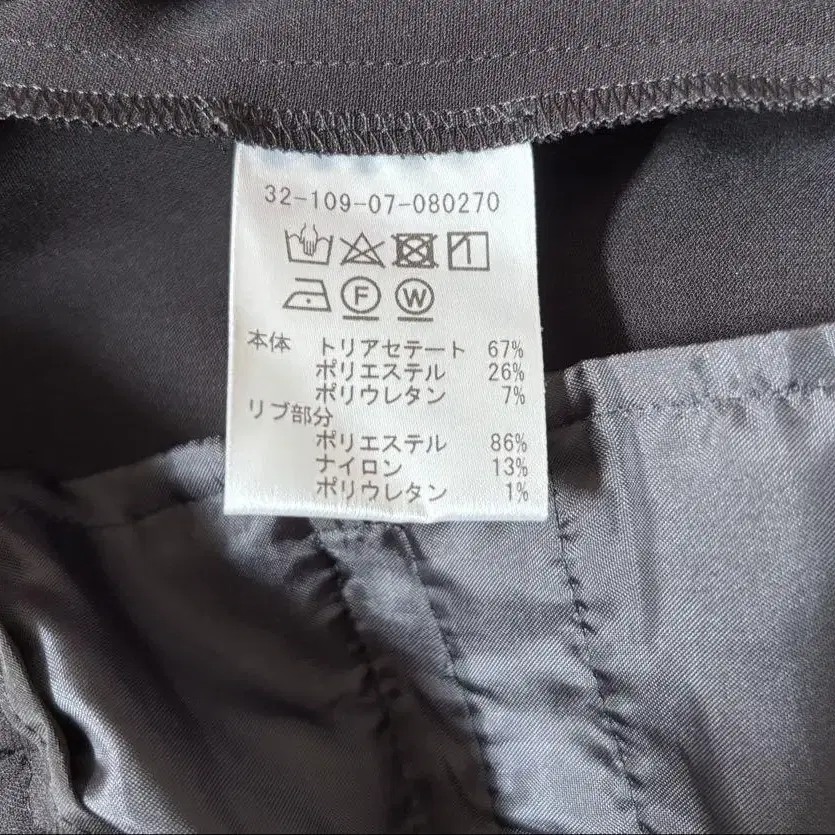 32-109-07-080270
F W
本体 トリアセテート 67%
ポリエステル 26%
ポリウレタン 7%
リブ部分
ポリエステル 86%
ナイロン 13%
ポリウレタン 1%